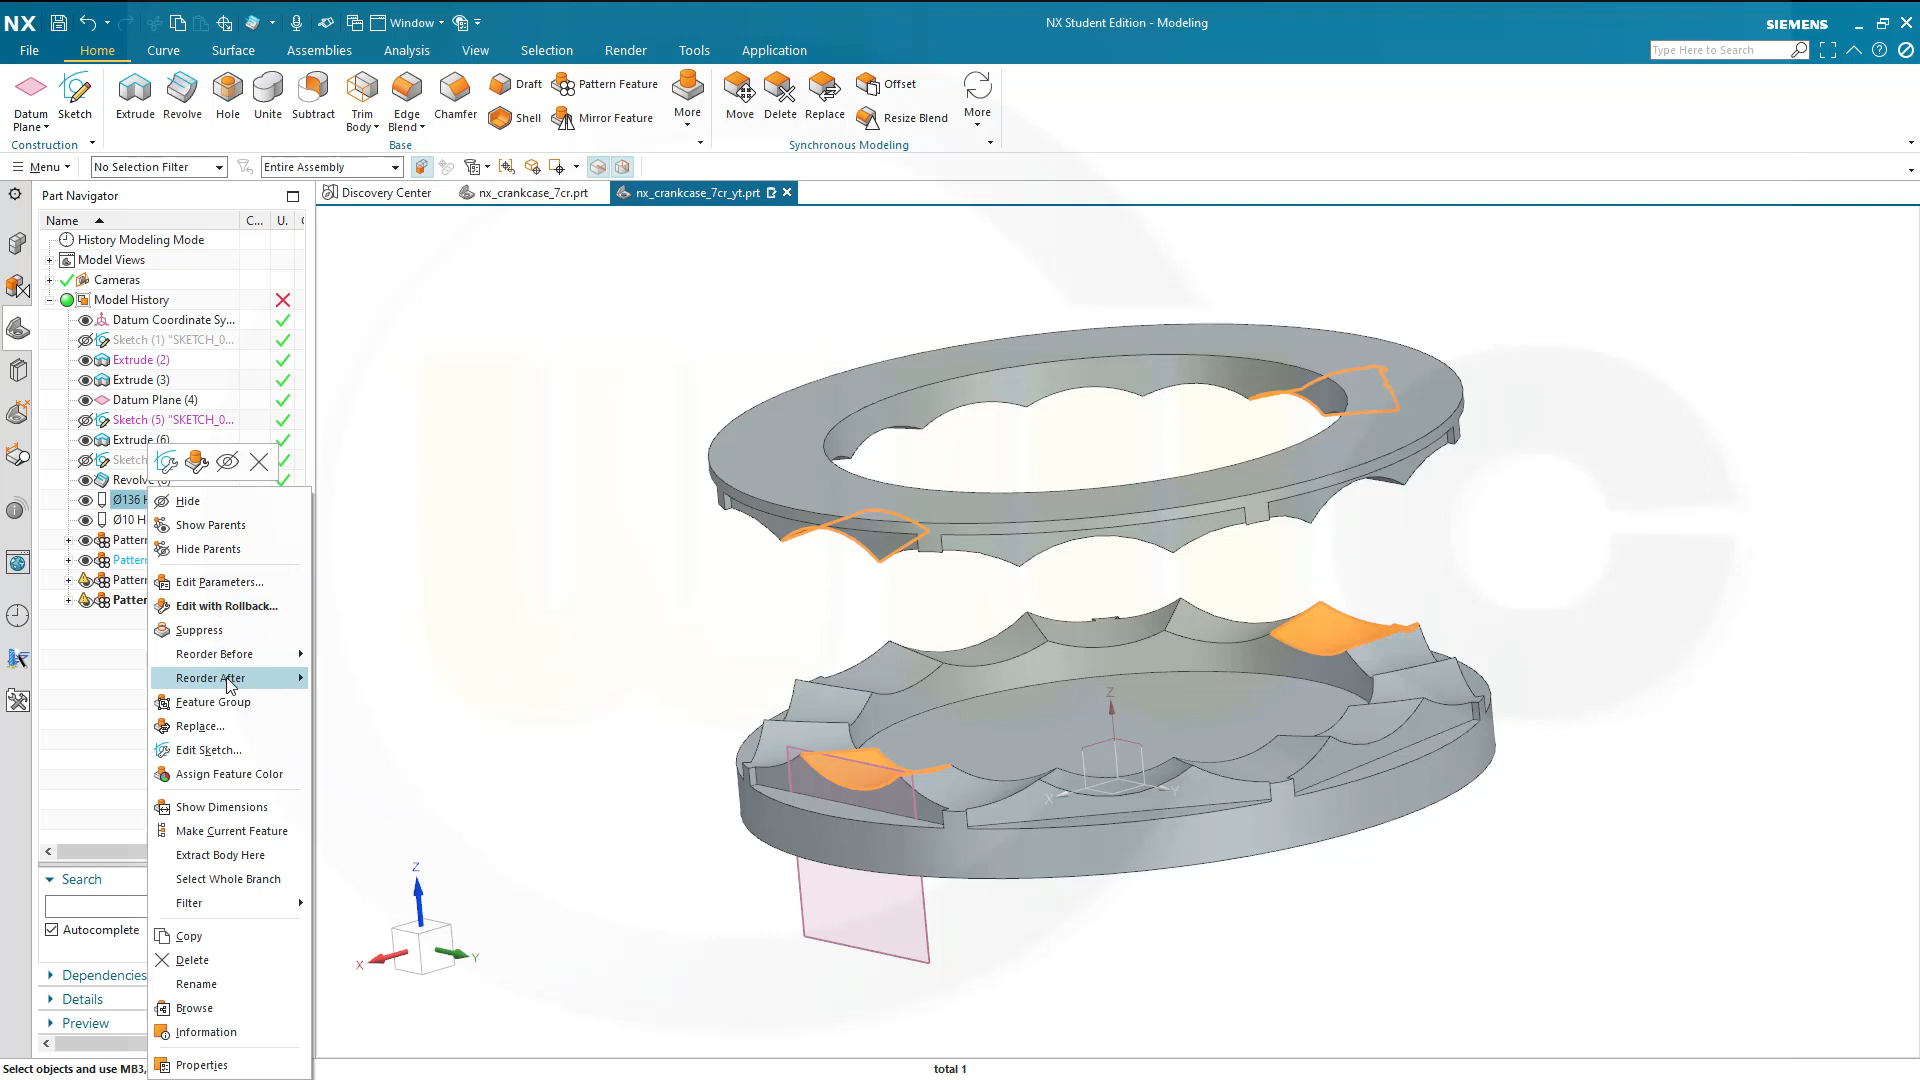 NX
Window
NX Student Edition - Modeling
SIEMENS
File
Home
Curve
Surface
Assemblies
Analysis
View
Selection
Render
Tools
Application
Type Here to Search
Datum Plane
Sketch
Extrude
Revolve
Hole
Unite
Subtract
Trim Body
Edge Blend
Chamfer
Draft
Shell
Pattern Feature
Mirror Feature
More
Move
Delete
Replace
Offset
Resize Blend
More
Construction
Base
Synchronous Modeling
Menu
No Selection Filter
Entire Assembly
Part Navigator
Discovery Center
nx_crankcase_7cr.prt
nx_crankcase_7cr_yt.prt
Name
C...
U.
History Modeling Mode
Model Views
Cameras
Model History
Datum Coordinate Sy...
Sketch (1) "SKETCH_0...
Extrude (2)
Extrude (3)
Datum Plane (4)
Sketch (5) "SKETCH_0...
Extrude (6)
Sketch
Revolve
Ø136 H
Ø10 H
Pattern
Pattern
Pattern
Patter
Hide
Show Parents
Hide Parents
Edit Parameters...
Edit with Rollback...
Suppress
Reorder Before
Reorder After
Feature Group
Replace...
Edit Sketch...
Assign Feature Color
Show Dimensions
Make Current Feature
Extract Body Here
Select Whole Branch
Filter
Copy
Delete
Rename
Browse
Information
Properties
Search
Autocomplete
Dependencies
Details
Preview
Z
X
Y
Z
X
Y
Select objects and use MB3,
total 1